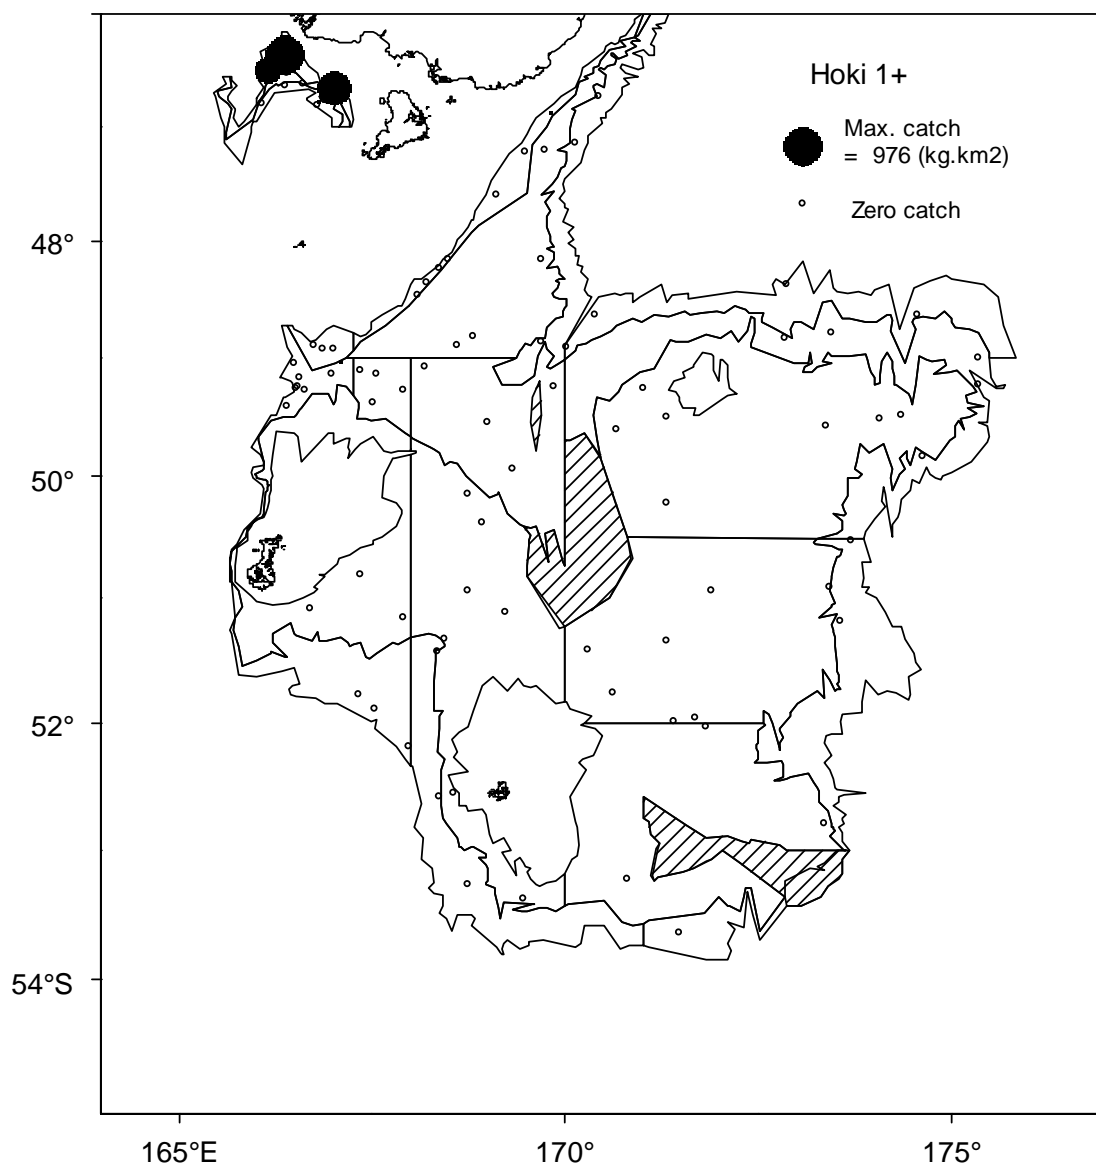 Hoki 1+
Max. catch
= 976 (kg.km2)
Zero catch
48°
50°
52°
54°S
165°E
170°
175°